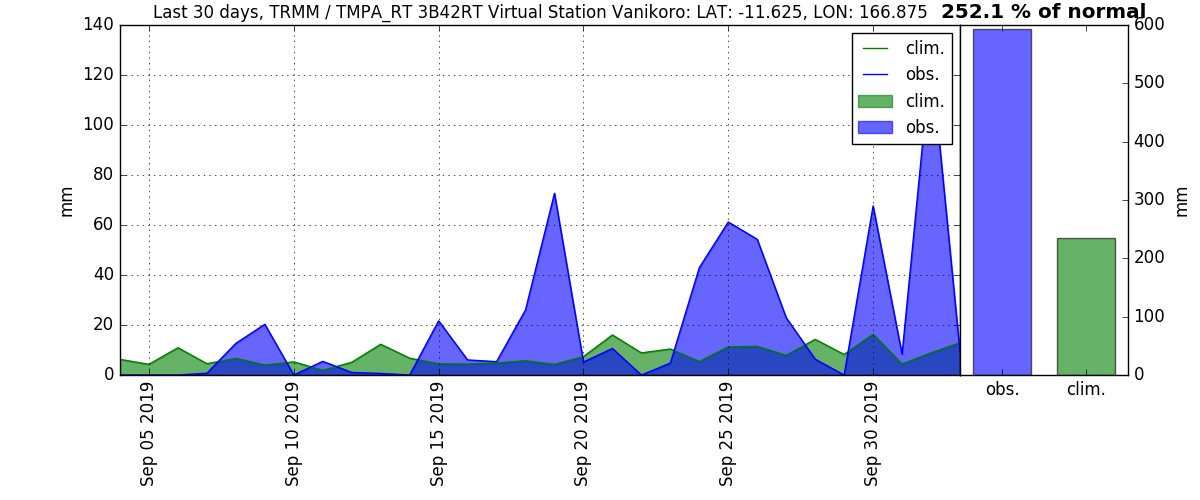 Last 30 days, TRMM / TMPA_RT 3B42RT Virtual Station Vanikoro: LAT: -11.625, LON: 166.875 252.1 % of normal
140
120
100
80
60
40
20
0
mm
clim.
obs.
clim.
obs.
Sep 05 2019
Sep 10 2019
Sep 15 2019
Sep 20 2019
Sep 25 2019
Sep 30 2019
600
500
400
300
200
100
0
mm
obs. clim.